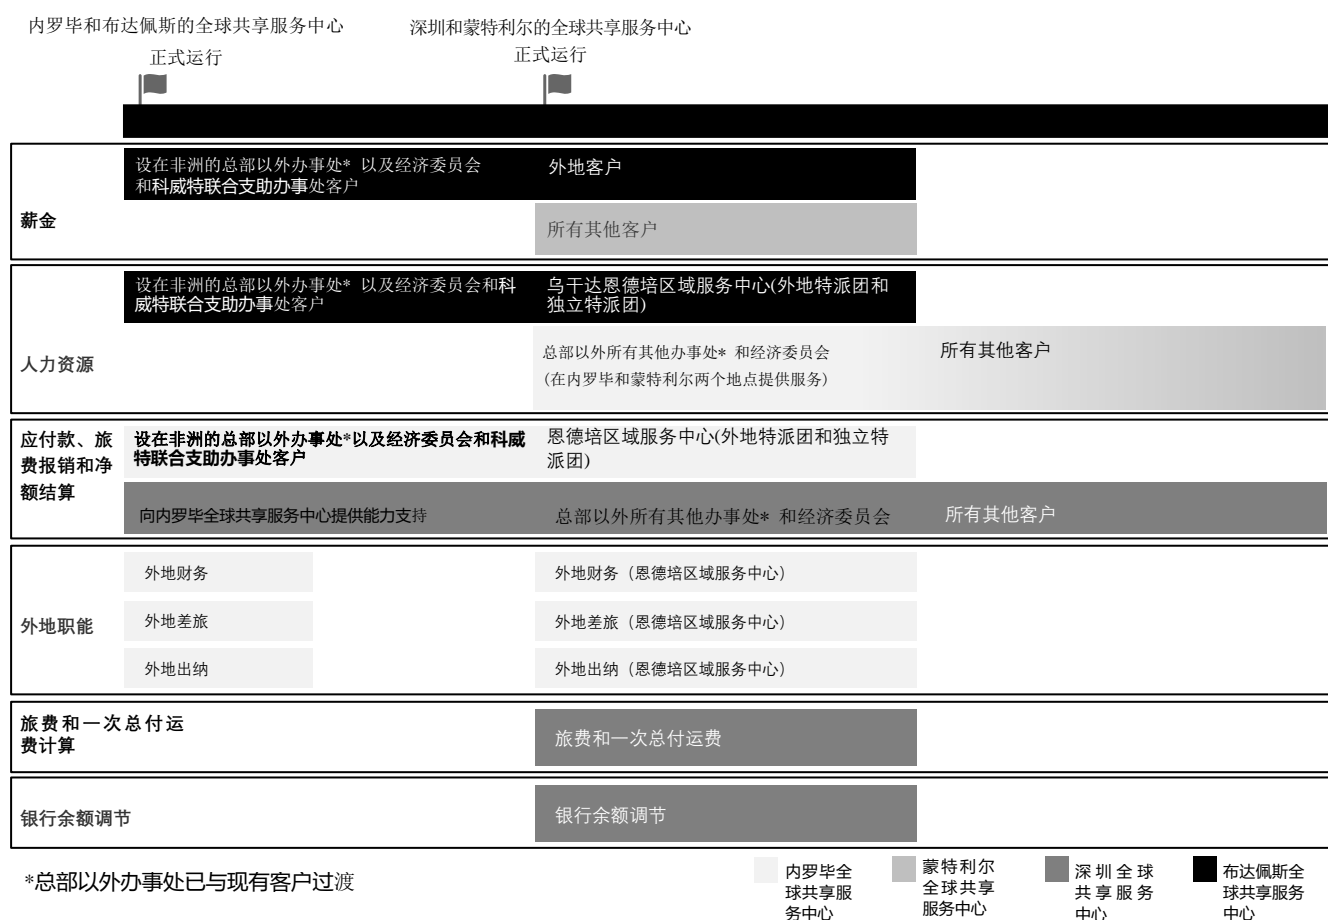 内罗毕和布达佩斯的全球共享服务中心
正式运行
深圳和蒙特利尔的全球共享服务中心
正式运行
薪金
设在非洲的总部以外办事处* 以及经济委员会
和科威特联合支助办事处客户
外地客户
所有其他客户
人力资源
设在非洲的总部以外办事处* 以及经济委员会和科
威特联合支助办事处客户
乌干达恩德培区域服务中心(外地特派团和
独立特派团)
总部以外所有其他办事处* 和经济委员会
(在内罗毕和蒙特利尔两个地点提供服务)
所有其他客户
应付款、旅
费报销和净
额结算
设在非洲的总部以外办事处*以及经济委员会和科威
特联合支助办事处客户
恩德培区域服务中心(外地特派团和独立特
派团)
向内罗毕全球共享服务中心提供能力支持
总部以外所有其他办事处* 和经济委员会
所有其他客户
外地职能
外地财务
外地财务（恩德培区域服务中心）
外地差旅
外地差旅（恩德培区域服务中心）
外地出纳
外地出纳（恩德培区域服务中心）
旅费和一次总付运
费计算
旅费和一次总付运费
银行余额调节
银行余额调节
*总部以外办事处已与现有客户过渡
内罗毕全
球共享服
务中心
蒙特利尔
全球共享
服务中心
深圳全球
共享服务
中心
布达佩斯全
球共享服务
中心